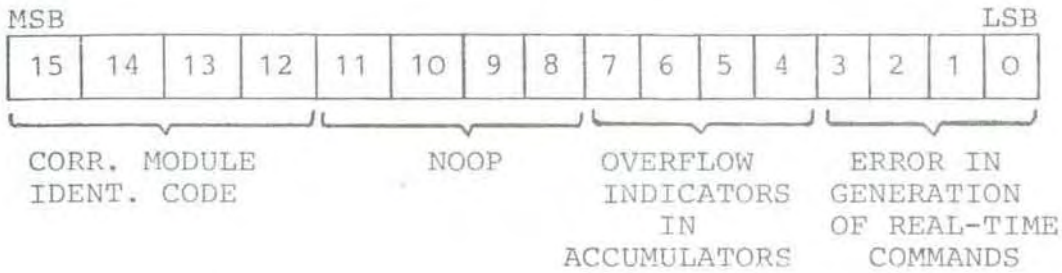 MSB LSB
15 14 13 12 11 10 9 8 7 6 5 4 3 2 1 0
CORR. MODULE NOOP OVERFLOW ERROR IN
IDENT. CODE INDICATORS GENERATION
IN OF REAL-TIME
ACCUMULATORS COMMANDS